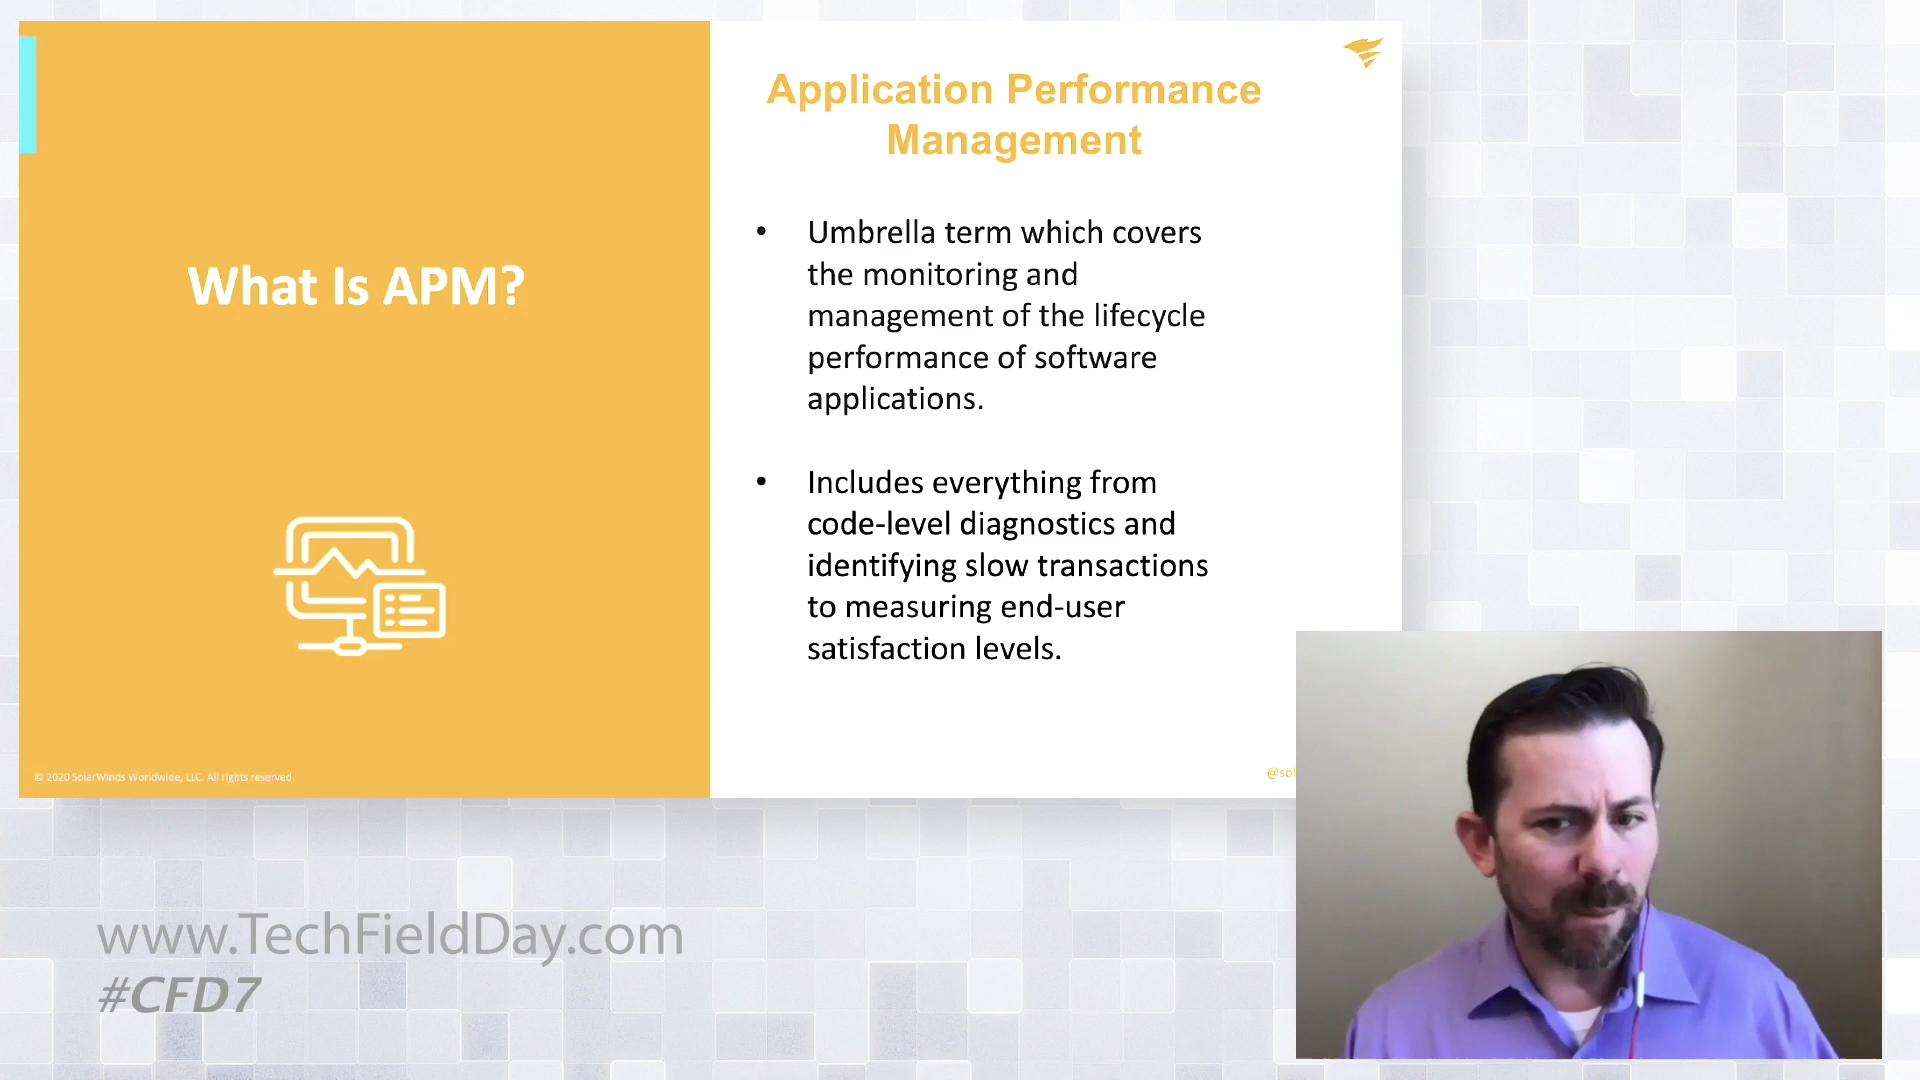 What Is APM?
© 2020 SolarWinds Worldwide, LLC. All rights reserved.
Application Performance
Management
• Umbrella term which covers
the monitoring and
management of the lifecycle
performance of software
applications.
• Includes everything from
code-level diagnostics and
identifying slow transactions
to measuring end-user
satisfaction levels.
@sol
www.TechFieldDay.com
#CFD7